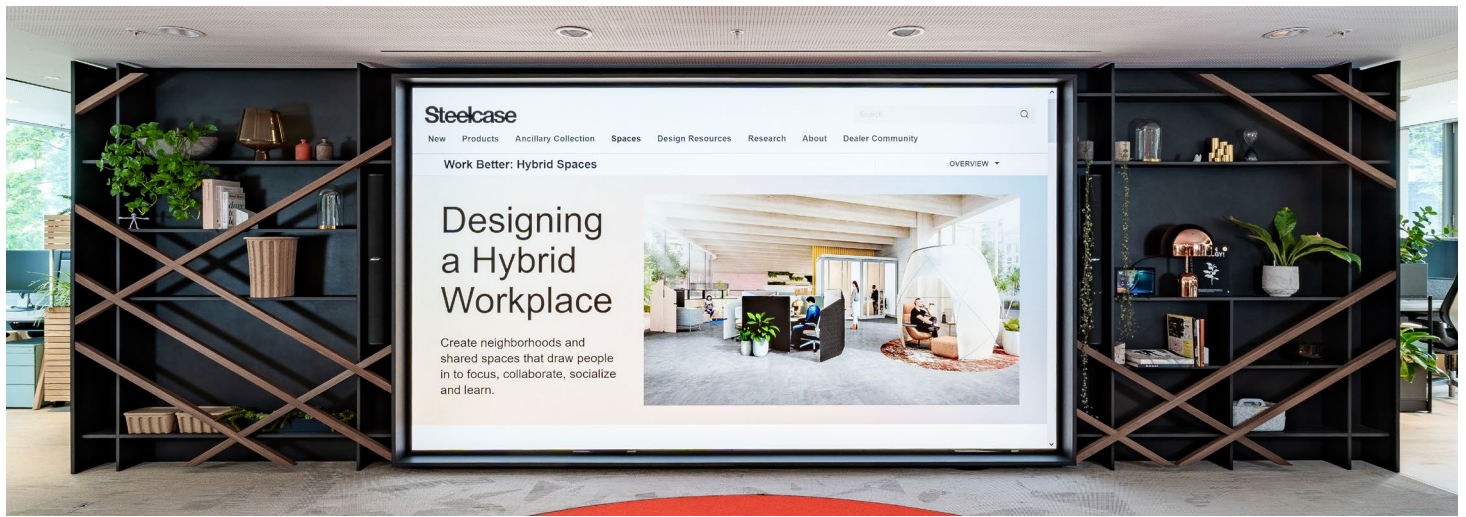 Steelcase
Search
New Products Ancillary Collection Spaces Design Resources Research About Dealer Community
Work Better: Hybrid Spaces
OVERVIEW
Designing
a Hybrid
Workplace
Create neighborhoods and
shared spaces that draw people
in to focus, collaborate, socialize
and learn.